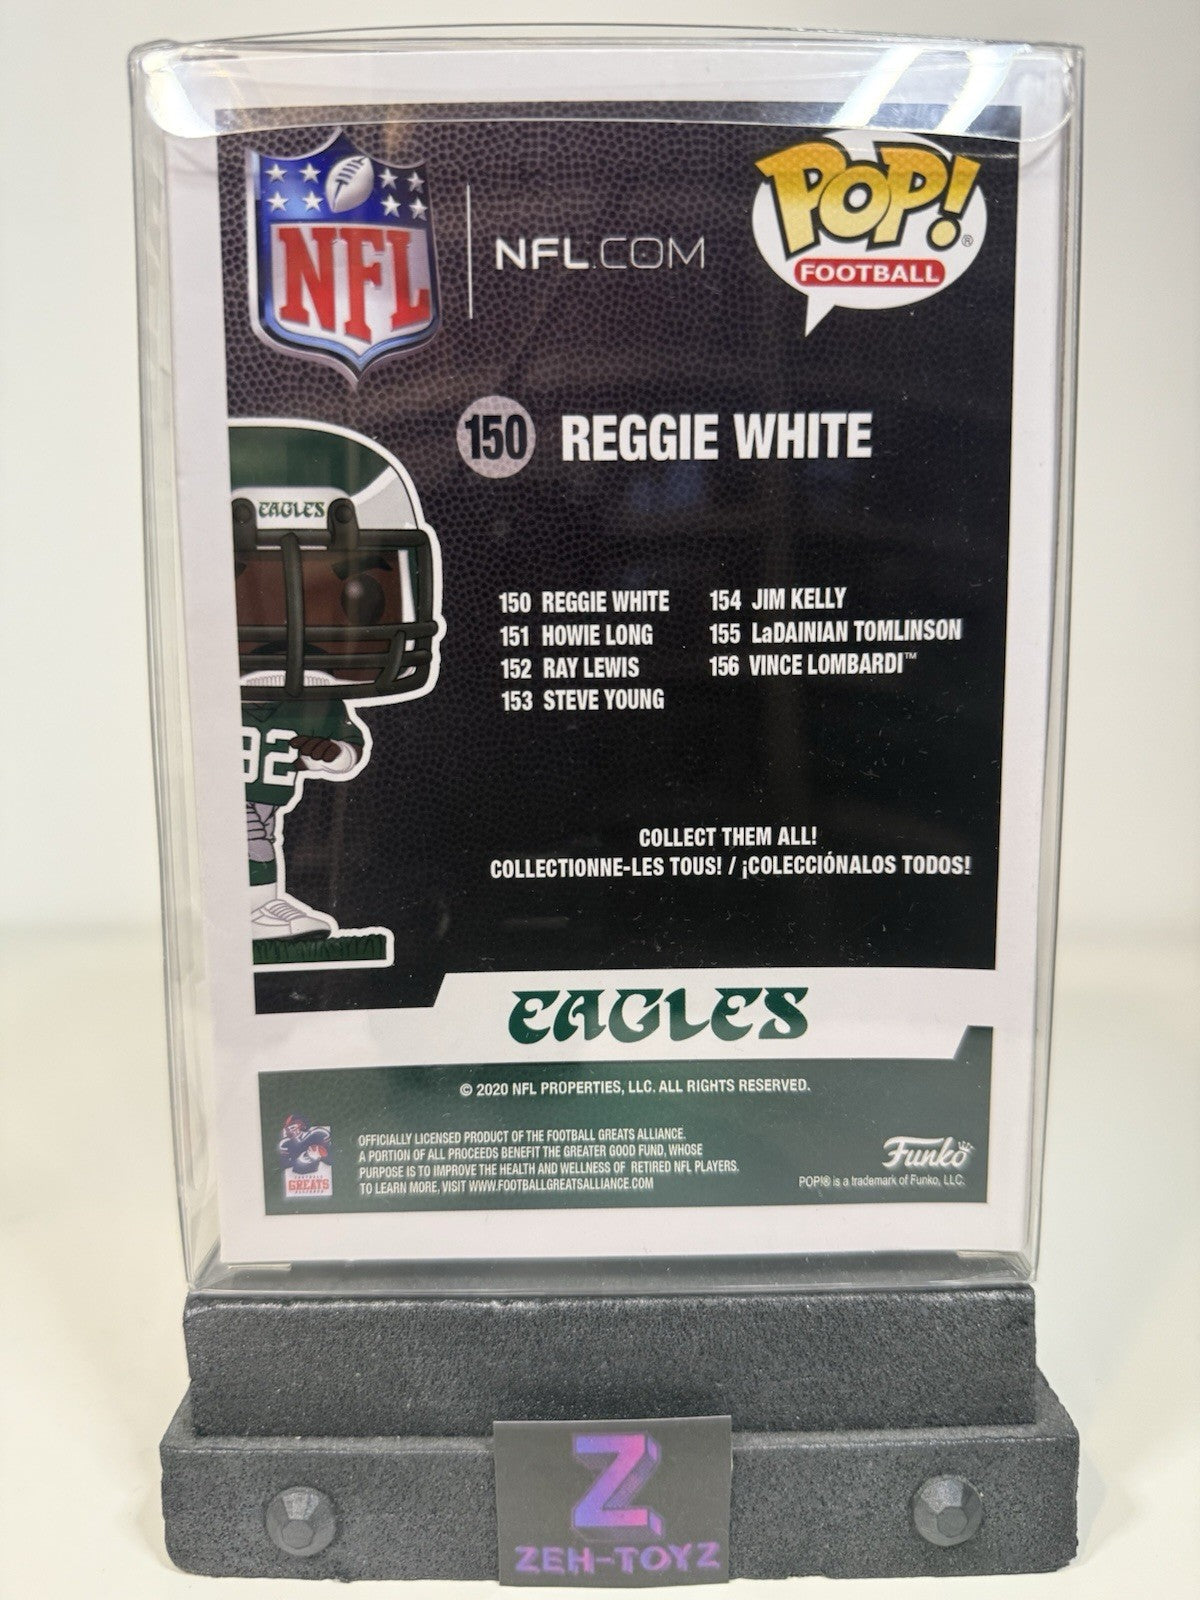 NFL
NFL.COM
POP!®
FOOTBALL
150 REGGIE WHITE
EAGLES
92
150 REGGIE WHITE
151 HOWIE LONG
152 RAY LEWIS
153 STEVE YOUNG
154 JIM KELLY
155 LaDAINIAN TOMLINSON
156 VINCE LOMBARDI™
COLLECT THEM ALL!
COLLECTIONNE-LES TOUS! / ¡COLECCIÓNALOS TODOS!
EAGLES
© 2020 NFL PROPERTIES, LLC. ALL RIGHTS RESERVED.
OFFICIALLY LICENSED PRODUCT OF THE FOOTBALL GREATS ALLIANCE.
A PORTION OF ALL PROCEEDS BENEFIT THE GREATER GOOD FUND, WHOSE
PURPOSE IS TO IMPROVE THE HEALTH AND WELLNESS OF RETIRED NFL PLAYERS.
TO LEARN MORE, VISIT WWW.FOOTBALLGREATSALLIANCE.COM
FOOTBALL
GREATS
ALLIANCE
Funko
POP!® is a trademark of Funko, LLC.
Z
ZEH-TOYZ